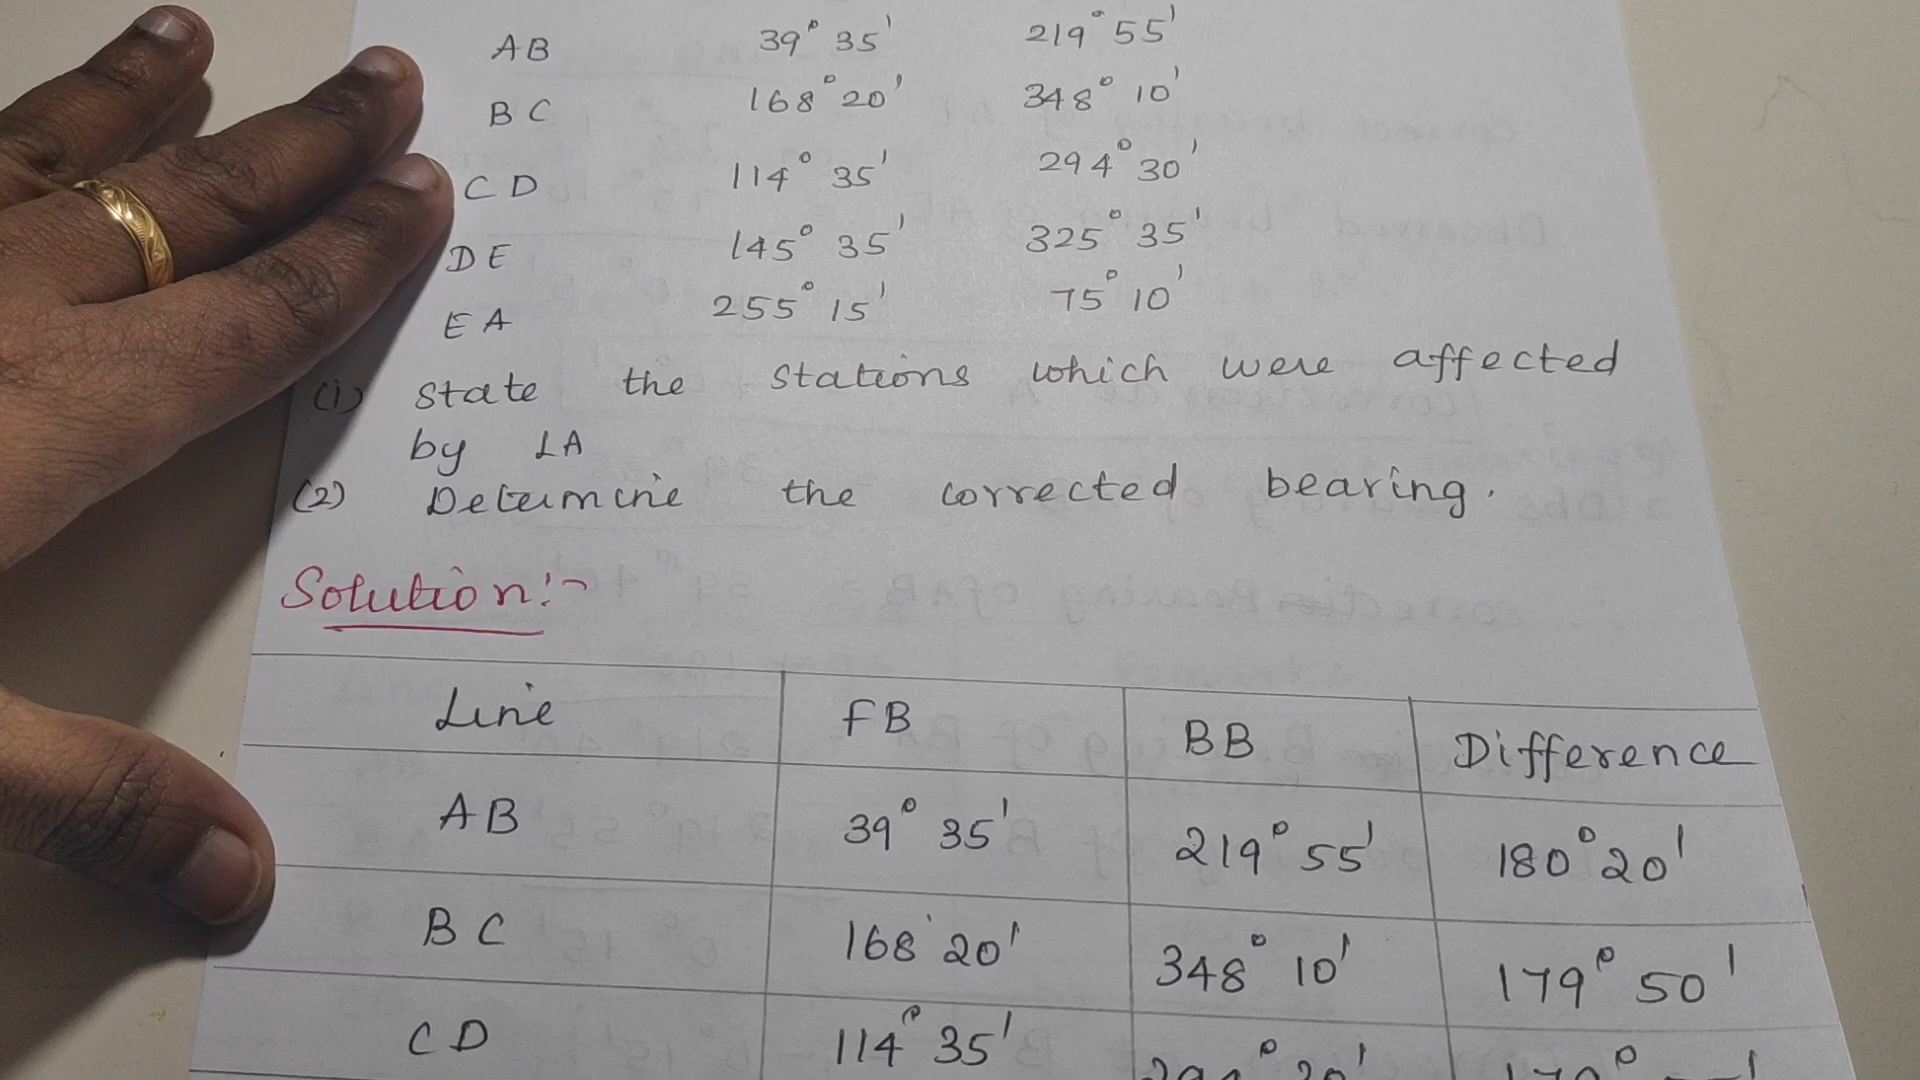 AB 39° 35' 219° 55'
BC 168° 20' 348° 10'
CD 114° 35' 294° 30'
DE 145° 35' 325° 35'
EA 255° 15' 75° 10'
(1) State the stations which were affected
by LA
(2) Determine the corrected bearing.
Solution:-
Line FB BB Difference
AB 39° 35' 219° 55' 180° 20'
BC 168° 20' 348° 10' 179° 50'
CD 114° 35'